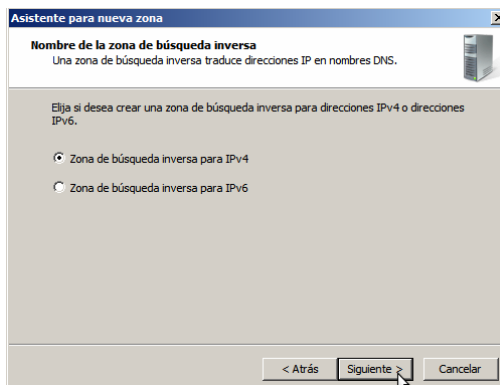 Asistente para nueva zona
Nombre de la zona de búsqueda inversa
Una zona de búsqueda inversa traduce direcciones IP en nombres DNS.
Elija si desea crear una zona de búsqueda inversa para direcciones IPv4 o direcciones
IPv6.
Zona de búsqueda inversa para IPv4
Zona de búsqueda inversa para IPv6
< Atrás
Siguiente >
Cancelar